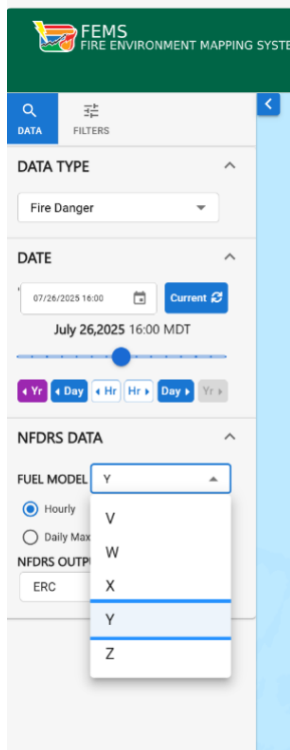 FEMS
FIRE ENVIRONMENT MAPPING SYSTE
DATA
FILTERS
DATA TYPE
Fire Danger
DATE
07/26/2025 16:00
Current
July 26,2025 16:00 MDT
Yr Day Hr Hr Day Yr
NFDRS DATA
FUEL MODEL Y
Hourly
Daily Max
NFDRS OUTP
ERC
V
W
X
Y
Z